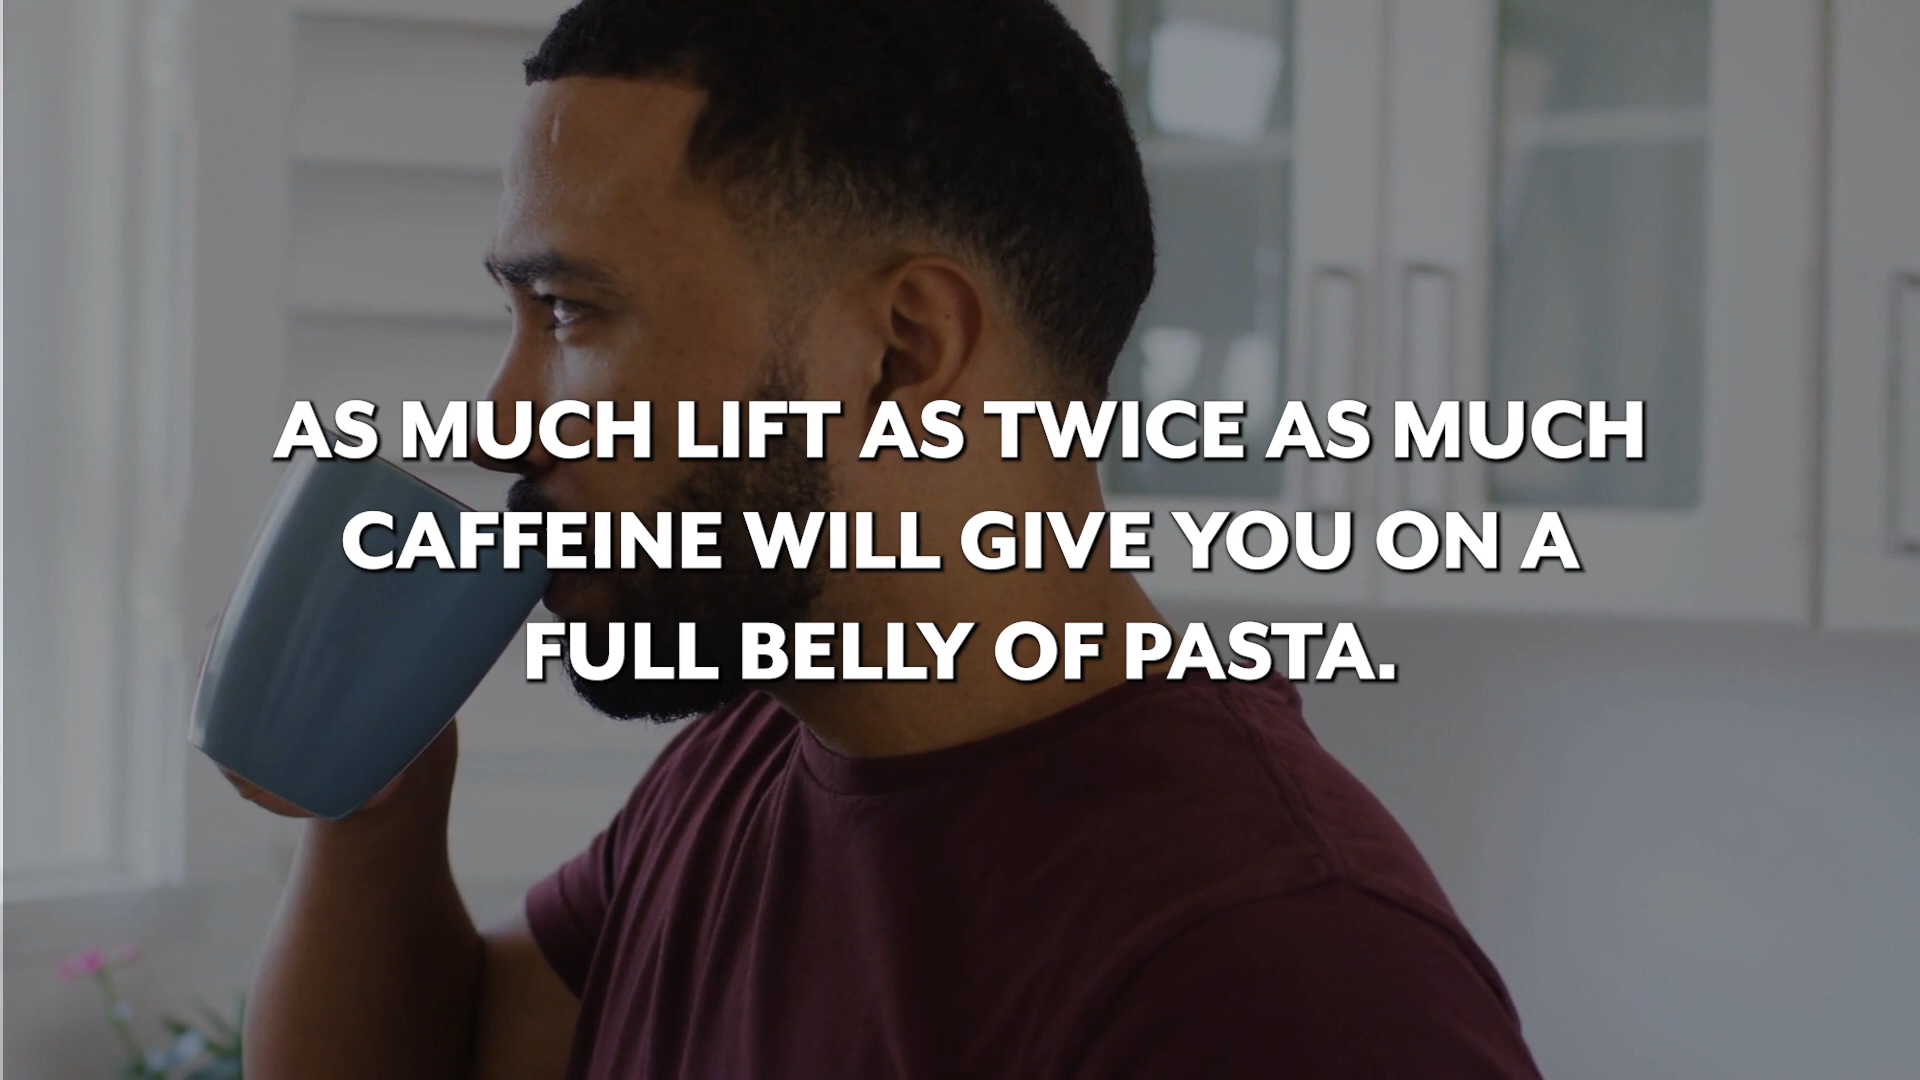 AS MUCH LIFT AS TWICE AS MUCH
CAFFEINE WILL GIVE YOU ON A
FULL BELLY OF PASTA.